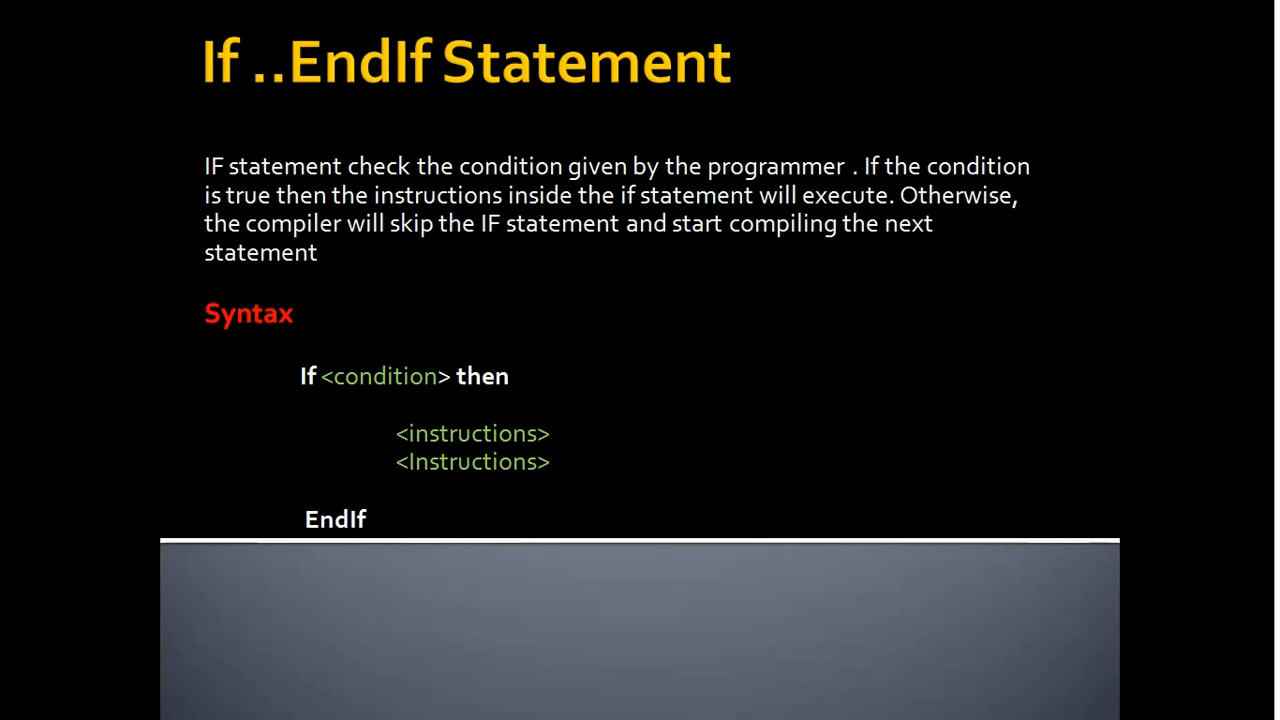 If ..EndIf Statement
IF statement check the condition given by the programmer . If the condition
is true then the instructions inside the if statement will execute. Otherwise,
the compiler will skip the IF statement and start compiling the next
statement
Syntax
If <condition> then
<instructions>
<Instructions>
EndIf